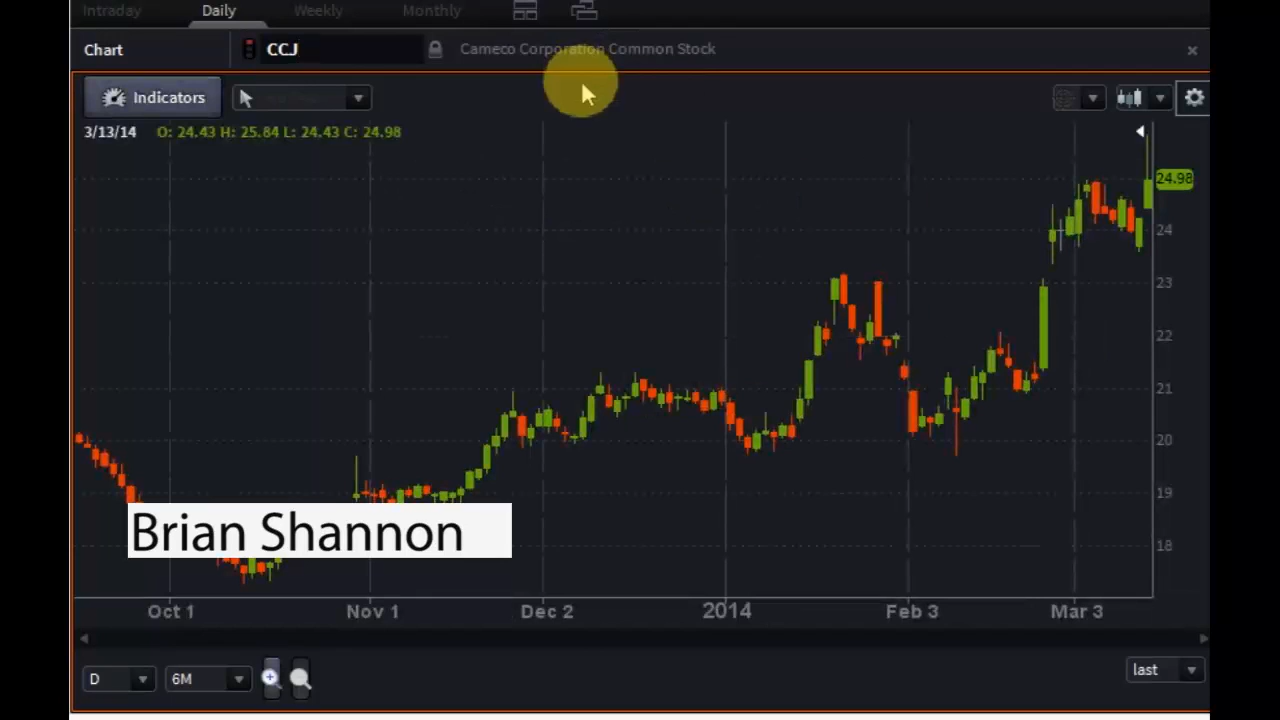 Intraday Daily Weekly Monthly
Chart CCJ Cameco Corporation Common Stock
Indicators
3/13/14 O: 24.43 H: 25.84 L: 24.43 C: 24.98
24.98
24
23
22
21
20
19
18
Brian Shannon
Oct 1 Nov 1 Dec 2 2014 Feb 3 Mar 3
D 6M last